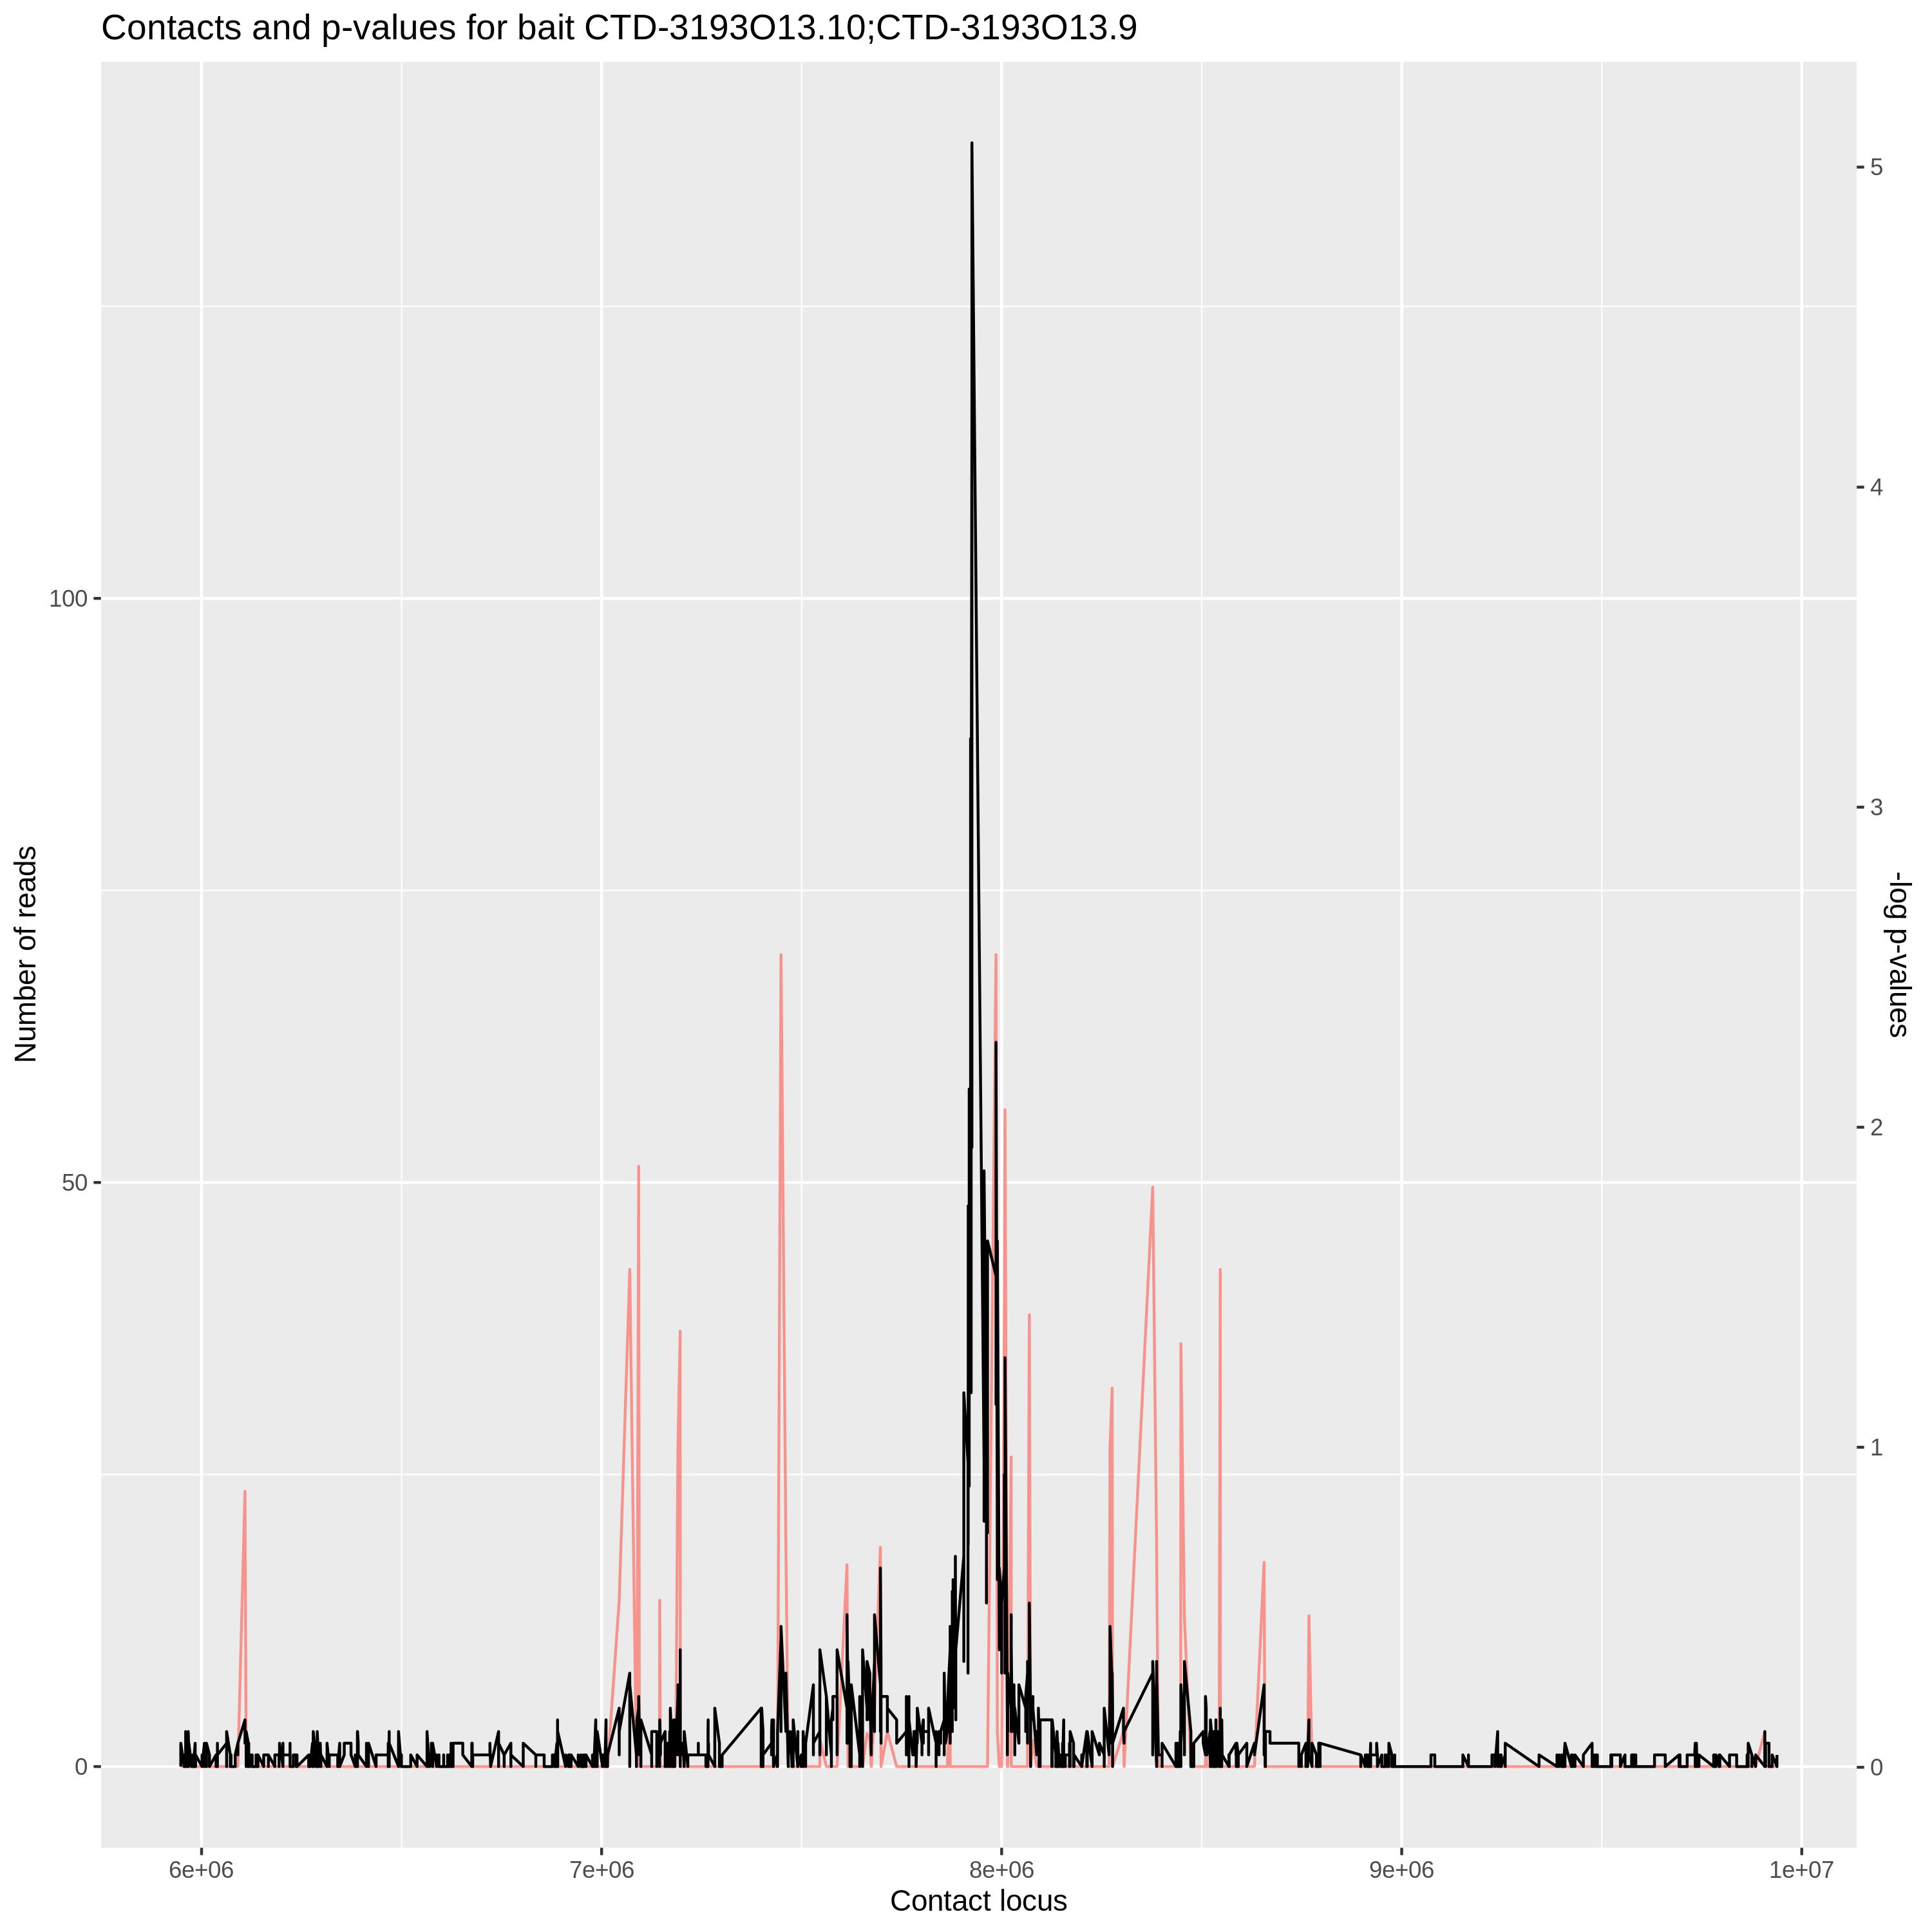 Contacts and p-values for bait CTD-3193O13.10;CTD-3193O13.9
Number of reads
100
50
0
5
4
3
2
1
0
-log p-values
6e+06
7e+06
8e+06
9e+06
1e+07
Contact locus